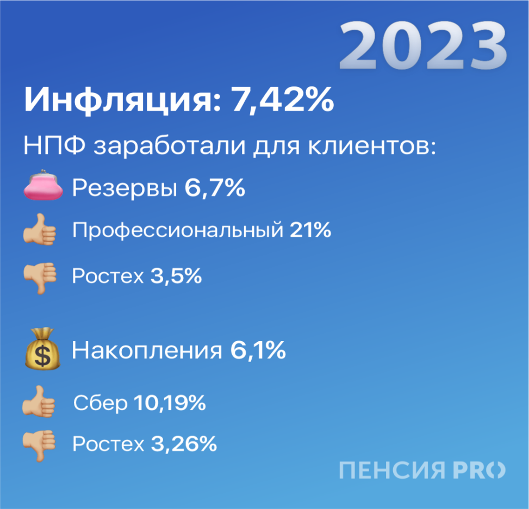 2023
Инфляция: 7,42%
НПФ заработали для клиентов:
Резервы 6,7%
Профессиональный 21%
Ростех 3,5%
$
Накопления 6,1%
Сбер 10,19%
Ростех 3,26%
ПЕНСИЯ PRO